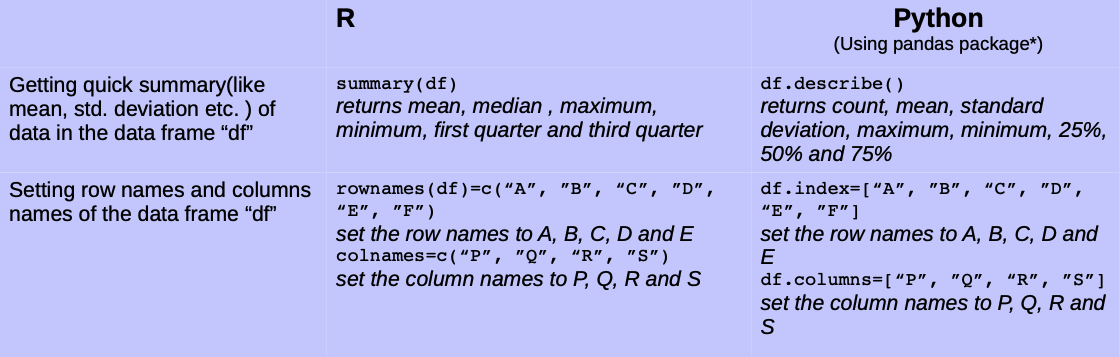 R
Python
(Using pandas package*)
Getting quick summary(like
mean, std. deviation etc. ) of
data in the data frame “df”
summary(df)
returns mean, median , maximum,
minimum, first quarter and third quarter
df.describe()
returns count, mean, standard
deviation, maximum, minimum, 25%,
50% and 75%
Setting row names and columns
names of the data frame “df”
rownames(df)=c(“A”, ”B”, “C”, ”D”,
“E”, ”F”)
set the row names to A, B, C, D and E
colnames=c(“P”, ”Q”, “R”, ”S”)
set the column names to P, Q, R and S
df.index=[“A”, ”B”, “C”, ”D”,
“E”, ”F”]
set the row names to A, B, C, D and
E
df.columns=[“P”, ”Q”, “R”, ”S”]
set the column names to P, Q, R and
S